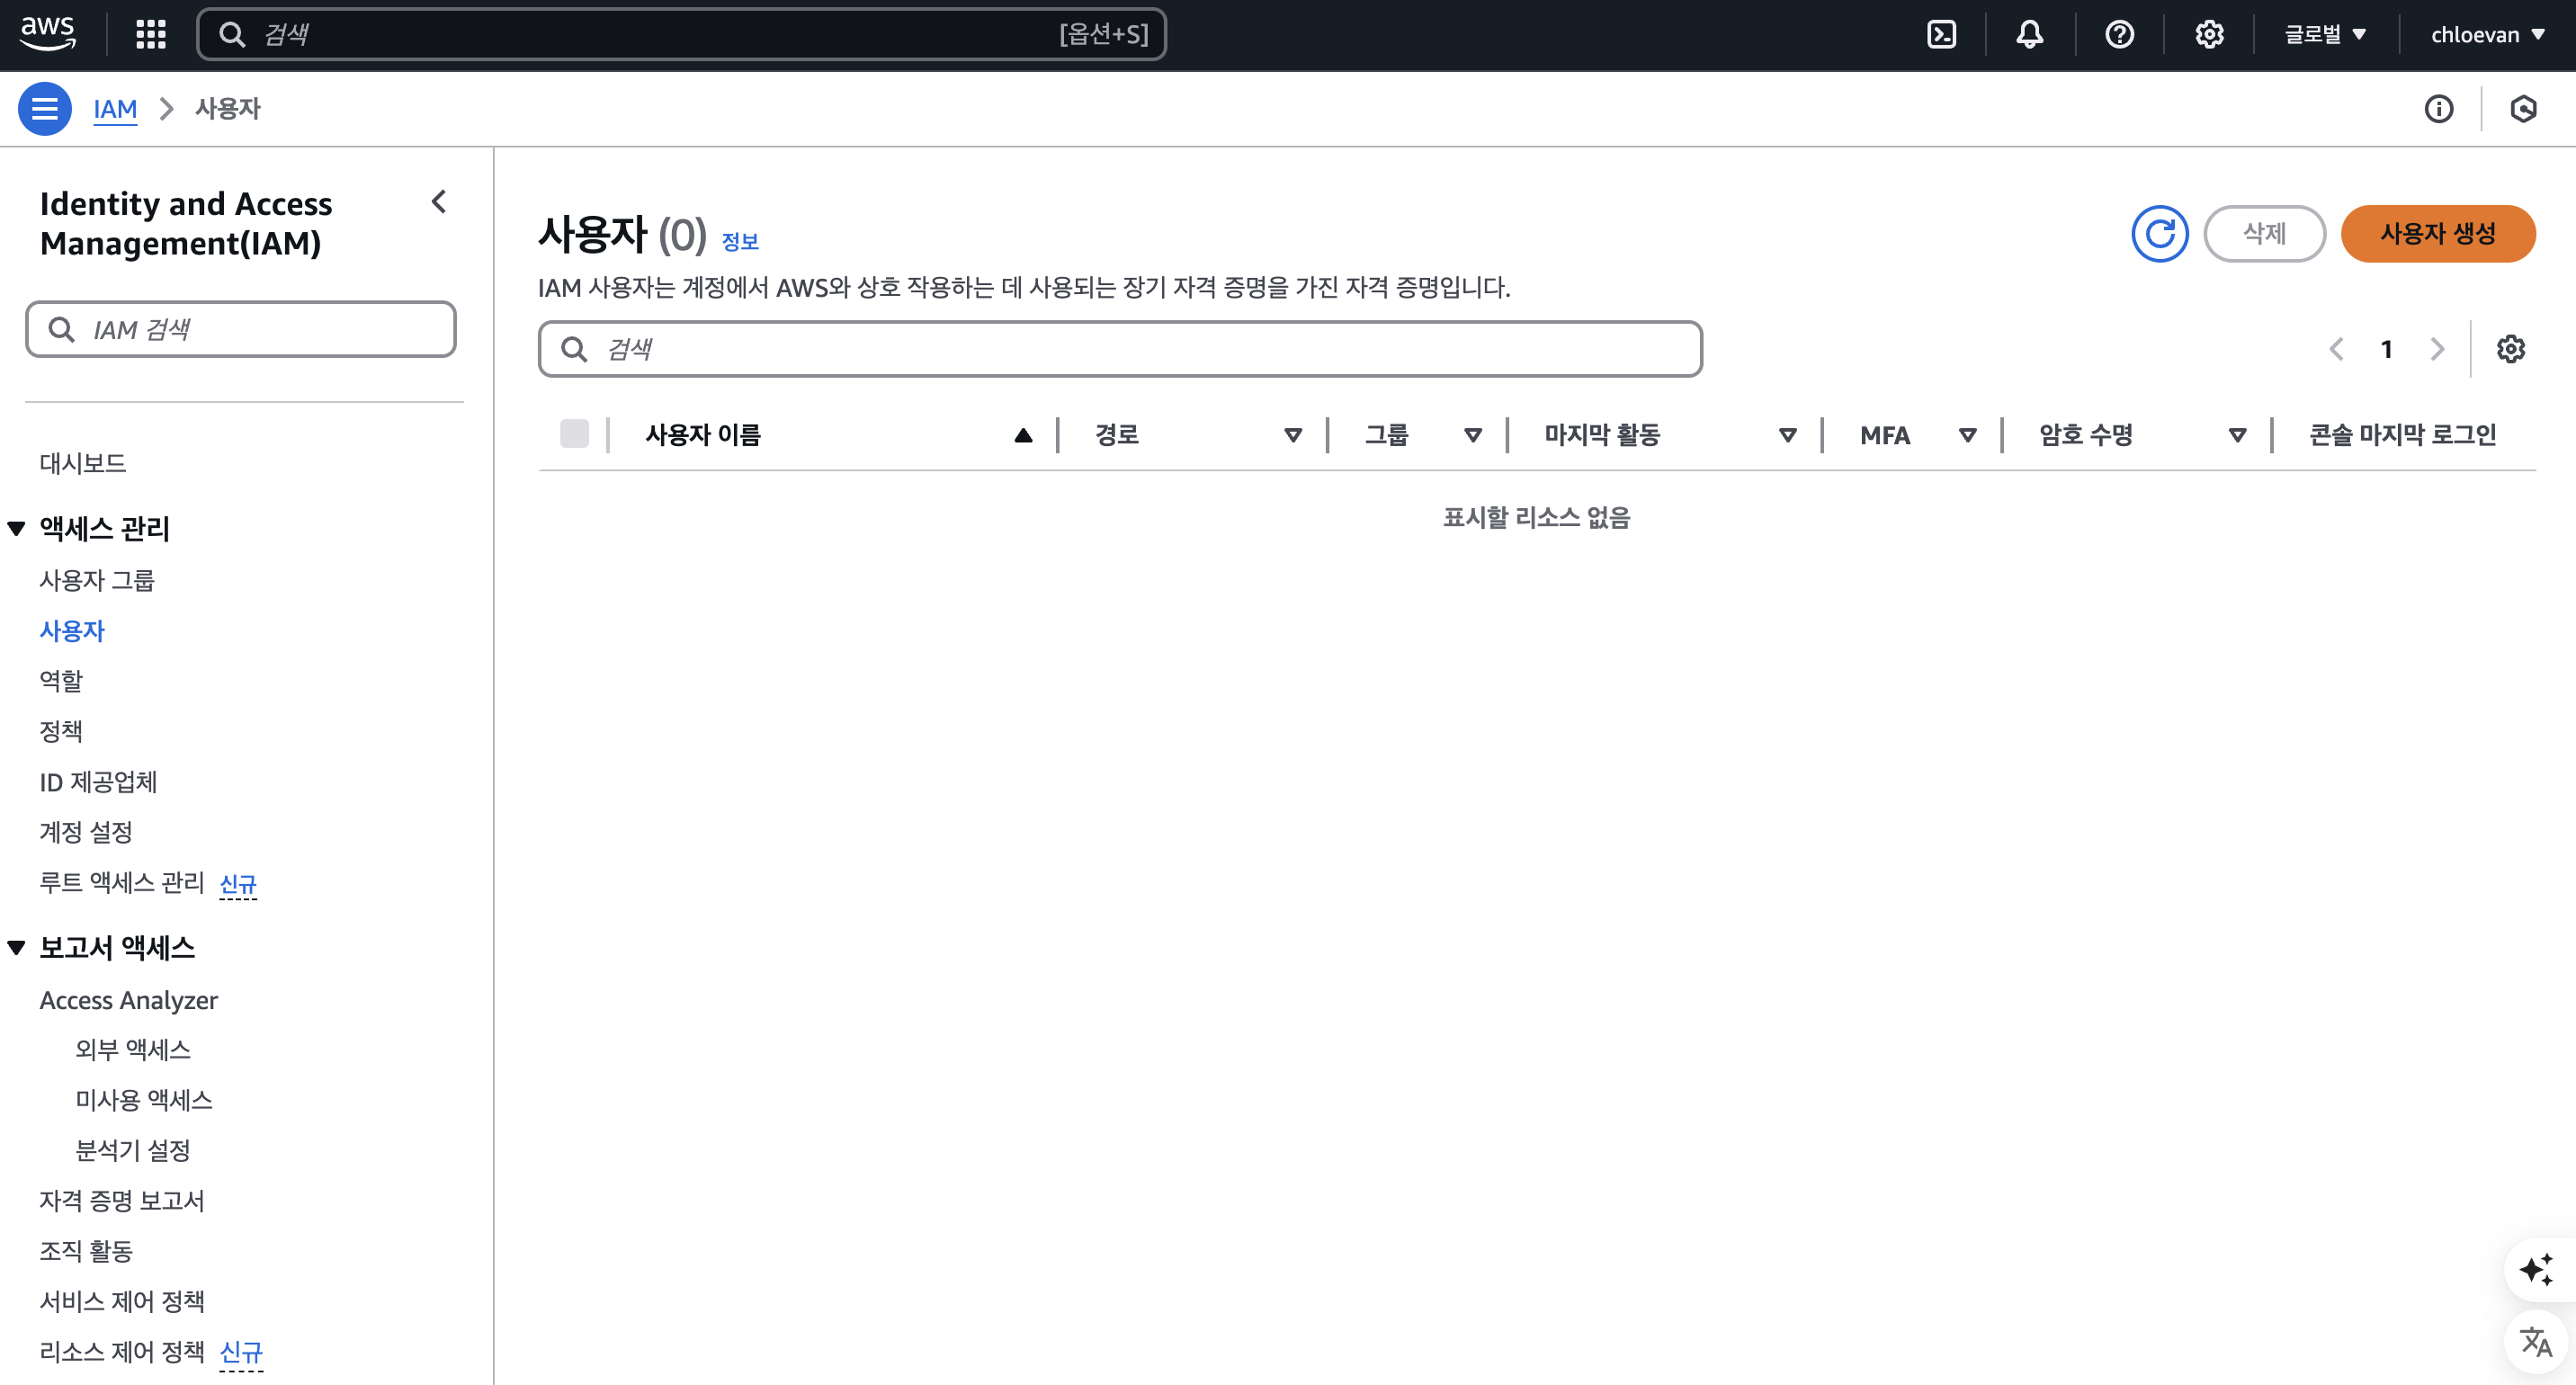 aws
검색
[옵션+S]
글로벌
chloevan
IAM
사용자
Identity and Access
Management(IAM)
IAM 검색
대시보드
액세스 관리
사용자 그룹
사용자
역할
정책
ID 제공업체
계정 설정
루트 액세스 관리 신규
보고서 액세스
Access Analyzer
외부 액세스
미사용 액세스
분석기 설정
자격 증명 보고서
조직 활동
서비스 제어 정책
리소스 제어 정책 신규
사용자 (0) 정보
삭제
사용자 생성
IAM 사용자는 계정에서 AWS와 상호 작용하는 데 사용되는 장기 자격 증명을 가진 자격 증명입니다.
검색
1
사용자 이름
경로
그룹
마지막 활동
MFA
암호 수명
콘솔 마지막 로그인
표시할 리소스 없음
文A